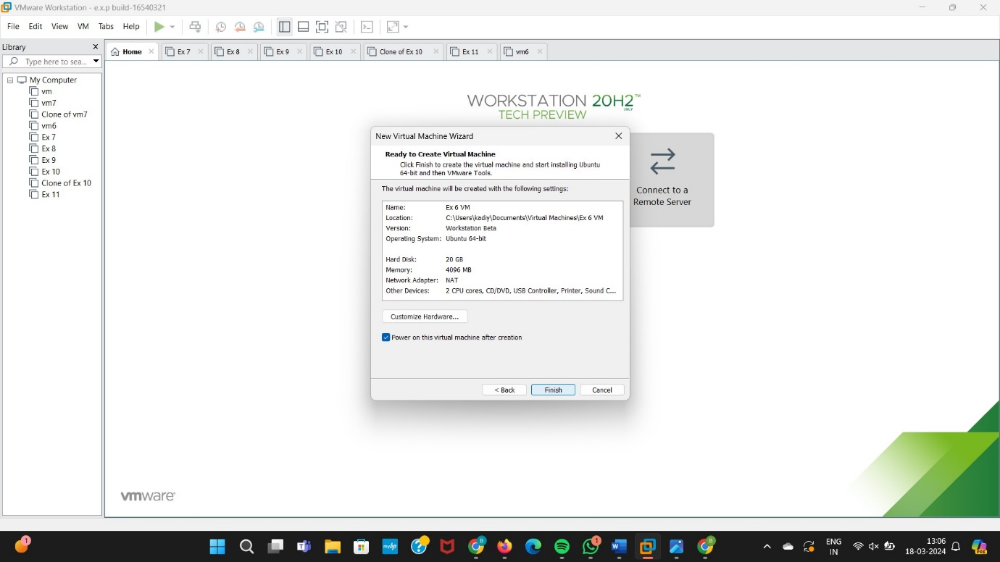 VMware Workstation - e.x.p build-16540321
File Edit View VM Tabs Help
Library
Type here to sea...
My Computer
vm
vm7
Clone of vm7
vm6
Ex 7
Ex 8
Ex 9
Ex 10
Clone of Ex 10
Ex 11
Home Ex 7 Ex 8 Ex 9 Ex 10 Clone of Ex 10 Ex 11 vm6
WORKSTATION 20H2™
JULY
TECH PREVIEW
Connect to a
Remote Server
New Virtual Machine Wizard
Ready to Create Virtual Machine
Click Finish to create the virtual machine and start installing Ubuntu
64-bit and then VMware Tools.
The virtual machine will be created with the following settings:
Name: Ex 6 VM
Location: C:\Users\kadiy\Documents\Virtual Machines\Ex 6 VM
Version: Workstation Beta
Operating System: Ubuntu 64-bit
Hard Disk: 20 GB
Memory: 4096 MB
Network Adapter: NAT
Other Devices: 2 CPU cores, CD/DVD, USB Controller, Printer, Sound C...
Customize Hardware...
Power on this virtual machine after creation
< Back Finish Cancel
vmware
1
myhp
?
B
1
W
B
ENG
IN
13:06
18-03-2024
PRE